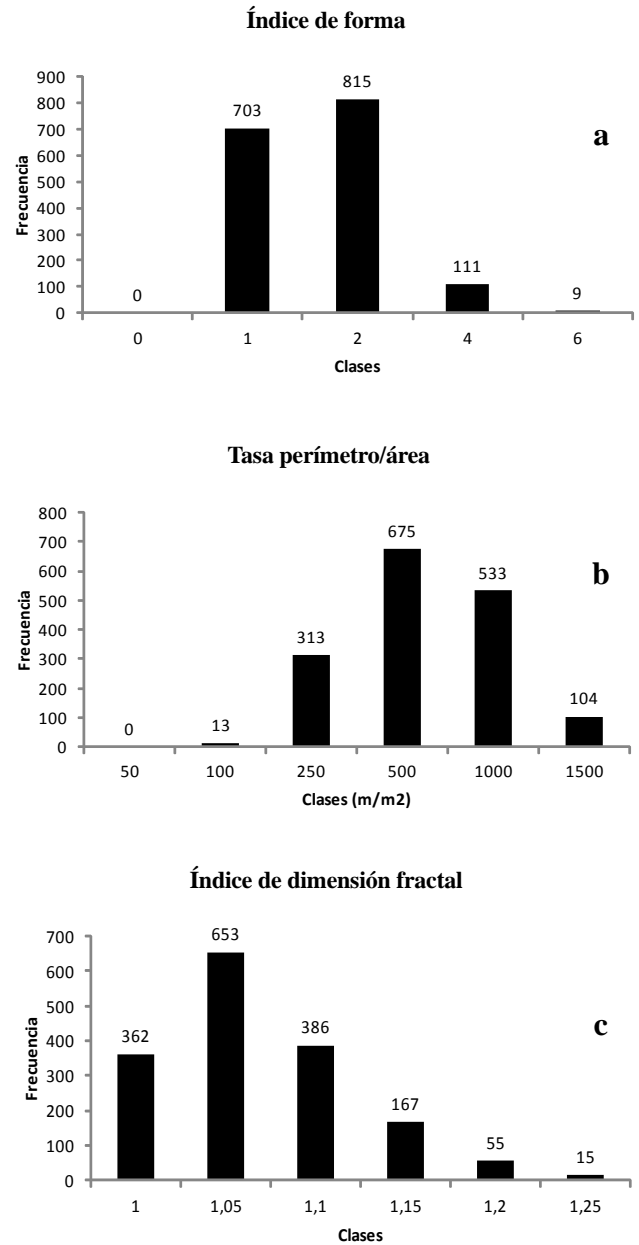 Índice de forma
900
800
700
600
500
400
300
200
100
0
Frecuencia
0
703
815
111
9
a
0 1 2 4 6
Clases
Tasa perímetro/área
800
700
600
500
400
300
200
100
0
Frecuencia
0
13
313
675
533
104
b
50 100 250 500 1000 1500
Clases (m/m2)
Índice de dimensión fractal
700
600
500
400
300
200
100
0
Frecuencia
362
653
386
167
55
15
c
1 1,05 1,1 1,15 1,2 1,25
Clases